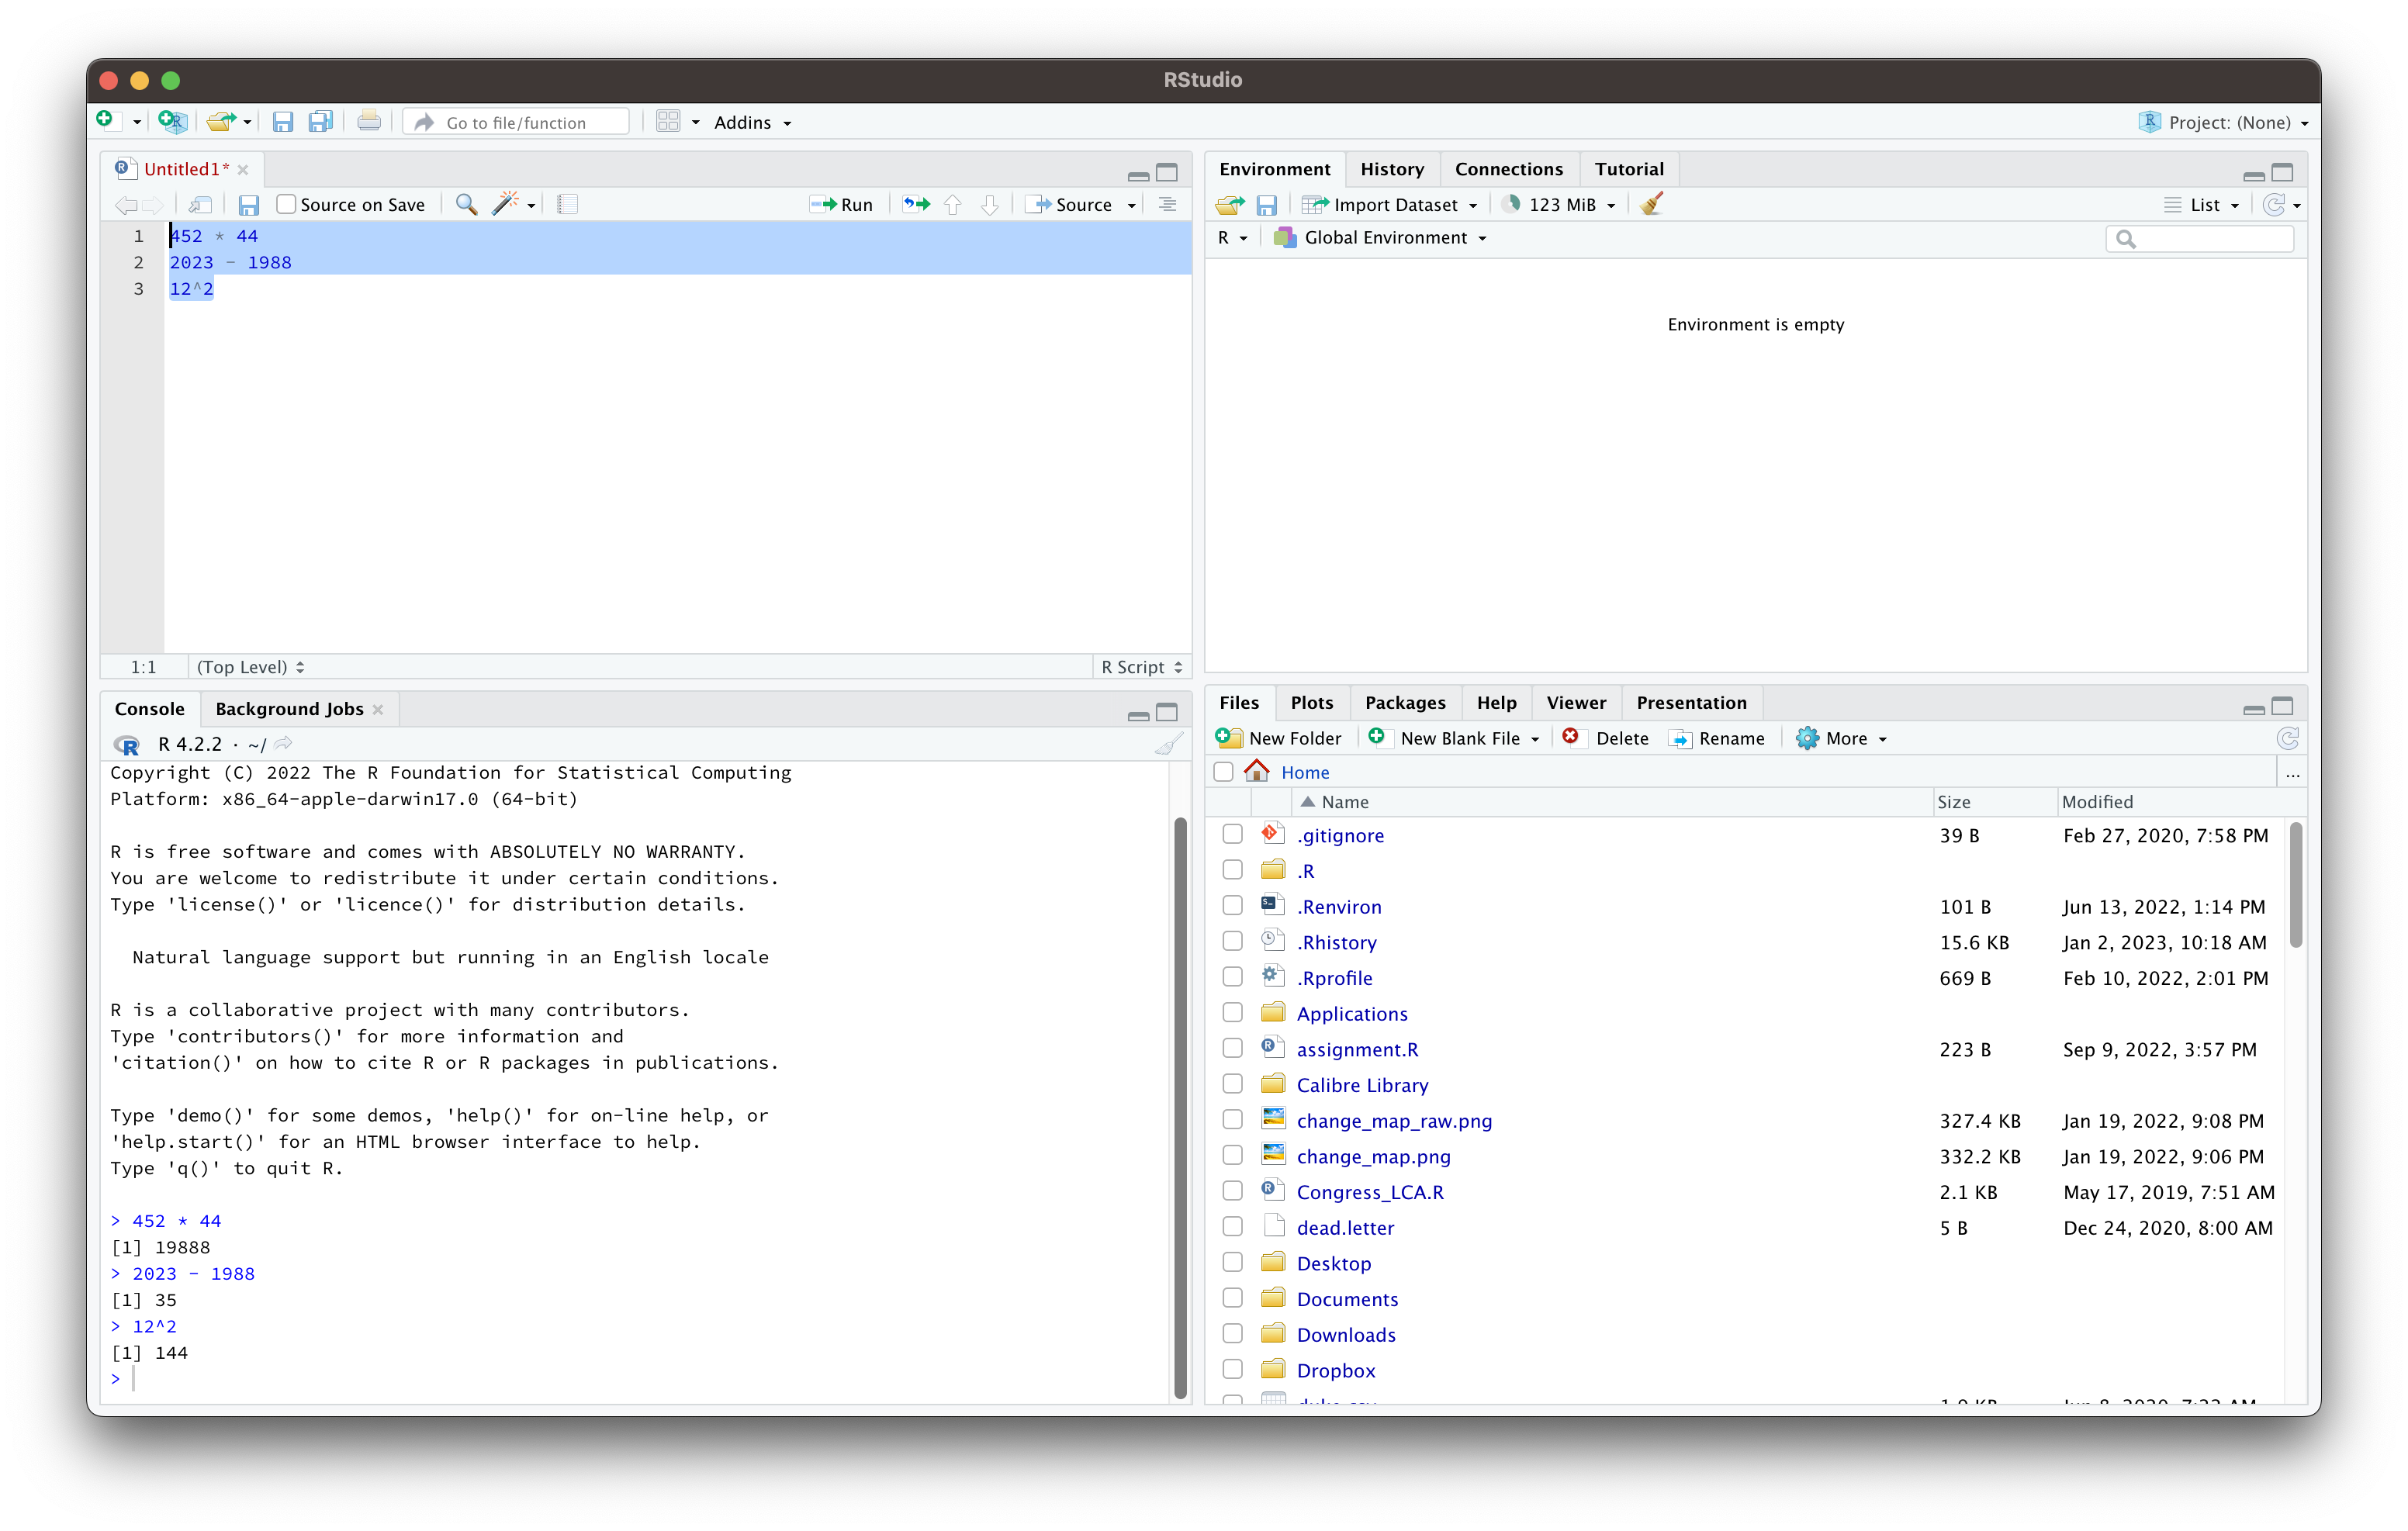 RStudio
Go to file/function
Addins
Project: (None)
Untitled1*
Source on Save
Run
Source
1 452 * 44
2 2023 - 1988
3 12^2
1:1 (Top Level) R Script
Console Background Jobs
R 4.2.2 · ~/
Copyright (C) 2022 The R Foundation for Statistical Computing
Platform: x86_64-apple-darwin17.0 (64-bit)
R is free software and comes with ABSOLUTELY NO WARRANTY.
You are welcome to redistribute it under certain conditions.
Type 'license()' or 'licence()' for distribution details.
Natural language support but running in an English locale
R is a collaborative project with many contributors.
Type 'contributors()' for more information and
'citation()' on how to cite R or R packages in publications.
Type 'demo()' for some demos, 'help()' for on-line help, or
'help.start()' for an HTML browser interface to help.
Type 'q()' to quit R.
> 452 * 44
[1] 19888
> 2023 - 1988
[1] 35
> 12^2
[1] 144
>
Environment History Connections Tutorial
Import Dataset 123 MiB List
R Global Environment
Environment is empty
Files Plots Packages Help Viewer Presentation
New Folder New Blank File Delete Rename More
Home ...
Name Size Modified
.gitignore 39 B Feb 27, 2020, 7:58 PM
.R
.Renviron 101 B Jun 13, 2022, 1:14 PM
.Rhistory 15.6 KB Jan 2, 2023, 10:18 AM
.Rprofile 669 B Feb 10, 2022, 2:01 PM
Applications
assignment.R 223 B Sep 9, 2022, 3:57 PM
Calibre Library
change_map_raw.png 327.4 KB Jan 19, 2022, 9:08 PM
change_map.png 332.2 KB Jan 19, 2022, 9:06 PM
Congress_LCA.R 2.1 KB May 17, 2019, 7:51 AM
dead.letter 5 B Dec 24, 2020, 8:00 AM
Desktop
Documents
Downloads
Dropbox